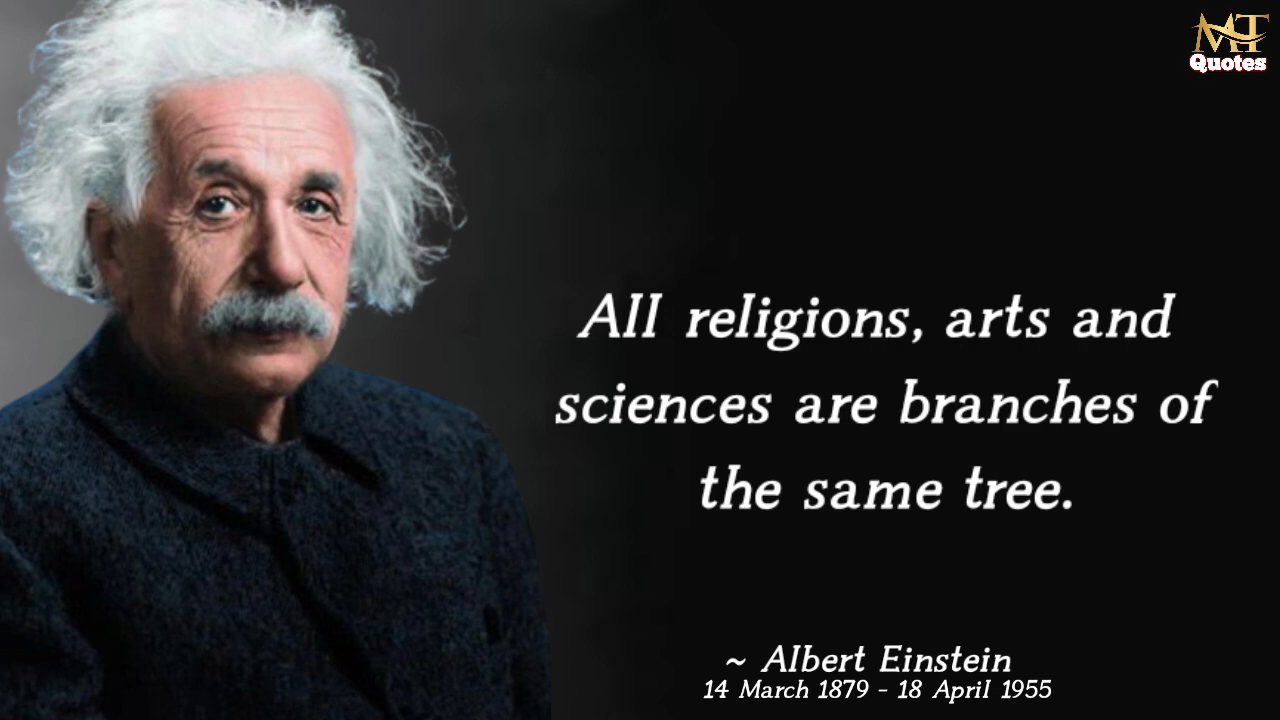 MT
Quotes
All religions, arts and
sciences are branches of
the same tree.
~ Albert Einstein
14 March 1879 - 18 April 1955